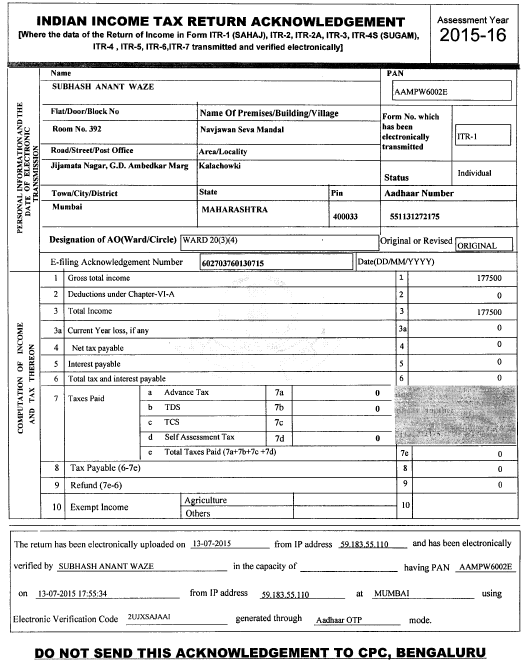 INDIAN INCOME TAX RETURN ACKNOWLEDGEMENT
[Where the data of the Return of Income in Form ITR-1 (SAHAJ), ITR-2, ITR-2A, ITR-3, ITR-4S (SUGAM),
ITR-4 , ITR-5, ITR-6,ITR-7 transmitted and verified electronically]
Assessment Year
2015-16
PERSONAL INFORMATION AND THE
DATE OF ELECTRONIC
TRANSMISSION
Name
SUBHASH ANANT WAZE
PAN
AAMPW6002E
Flat/Door/Block No
Room No. 392
Name Of Premises/Building/Village
Navjawan Seva Mandal
Form No. which
has been
electronically
transmitted
ITR-1
Road/Street/Post Office
Jijamata Nagar, G.D. Ambedkar Marg
Area/Locality
Kalachowki
Status
Individual
Town/City/District
Mumbai
State
MAHARASHTRA
Pin
400033
Aadhaar Number
551131272175
Designation of AO(Ward/Circle) WARD 20(3)(4)
Original or Revised ORIGINAL
E-filing Acknowledgement Number 602703760130715
Date(DD/MM/YYYY)
COMPUTATION OF INCOME
AND TAX THEREON
1 Gross total income 1 177500
2 Deductions under Chapter-VI-A 2 0
3 Total Income 3 177500
3a Current Year loss, if any 3a 0
4 Net tax payable 4 0
5 Interest payable 5 0
6 Total tax and interest payable 6 0
7 Taxes Paid
a Advance Tax 7a 0
b TDS 7b 0
c TCS 7c
d Self Assessment Tax 7d 0
e Total Taxes Paid (7a+7b+7c +7d) 7e 0
8 Tax Payable (6-7e) 8 0
9 Refund (7e-6) 9 0
10 Exempt Income
Agriculture
Others
10
The return has been electronically uploaded on 13-07-2015 from IP address 59.183.55.110 and has been electronically
verified by SUBHASH ANANT WAZE in the capacity of having PAN AAMPW6002E
on 13-07-2015 17:55:34 from IP address 59.183.55.110 at MUMBAI using
Electronic Verification Code 2UJXSAJAAI generated through Aadhaar OTP mode.
DO NOT SEND THIS ACKNOWLEDGEMENT TO CPC, BENGALURU